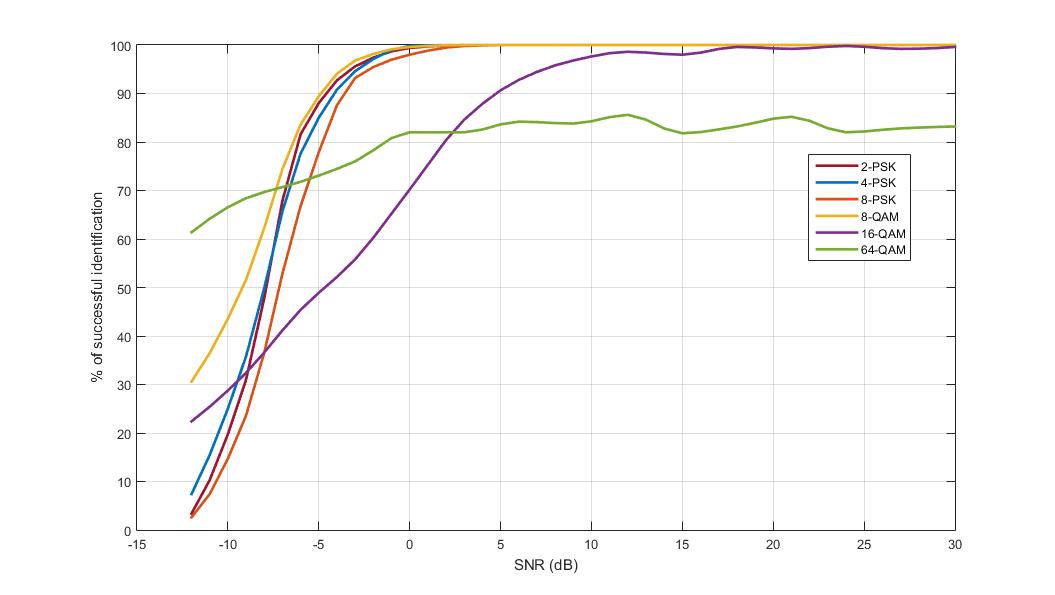 100
90
80
70
60
50
40
30
20
10
0
% of successful identification
2-PSK
4-PSK
8-PSK
8-QAM
16-QAM
64-QAM
-15 -10 -5 0 5 10 15 20 25 30
SNR (dB)